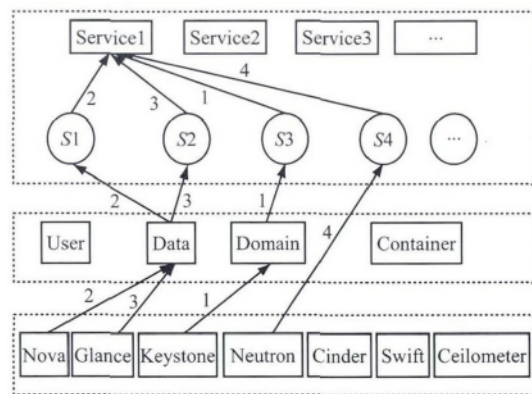 Service1 Service2 Service3 ...
2 3 1 4
S1 S2 S3 S4 ...
2 3 1
User Data Domain Container
4
2 3 1
Nova Glance Keystone Neutron Cinder Swift Ceilometer